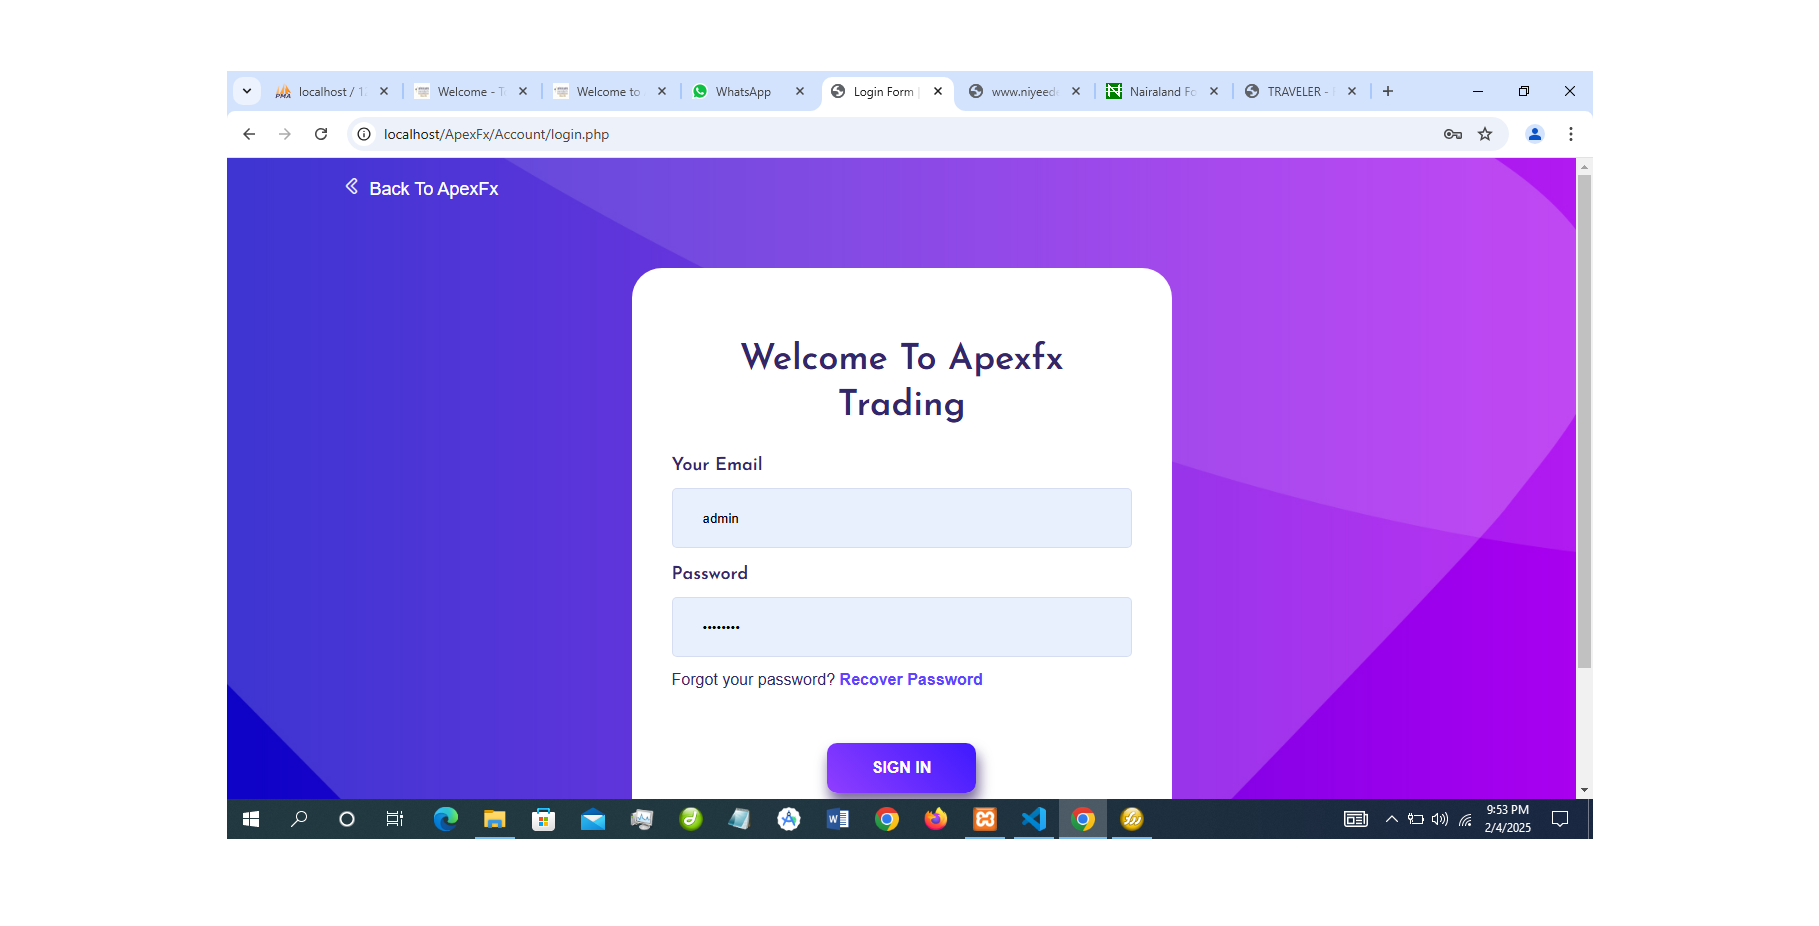 localhost / 1 Welcome - T Welcome to WhatsApp Login Form www.niyeed Nairaland Fo TRAVELER -
localhost/ApexFx/Account/login.php
Back To ApexFx
Welcome To Apexfx
Trading
Your Email
admin
Password
••••••••
Forgot your password? Recover Password
SIGN IN
9:53 PM
2/4/2025